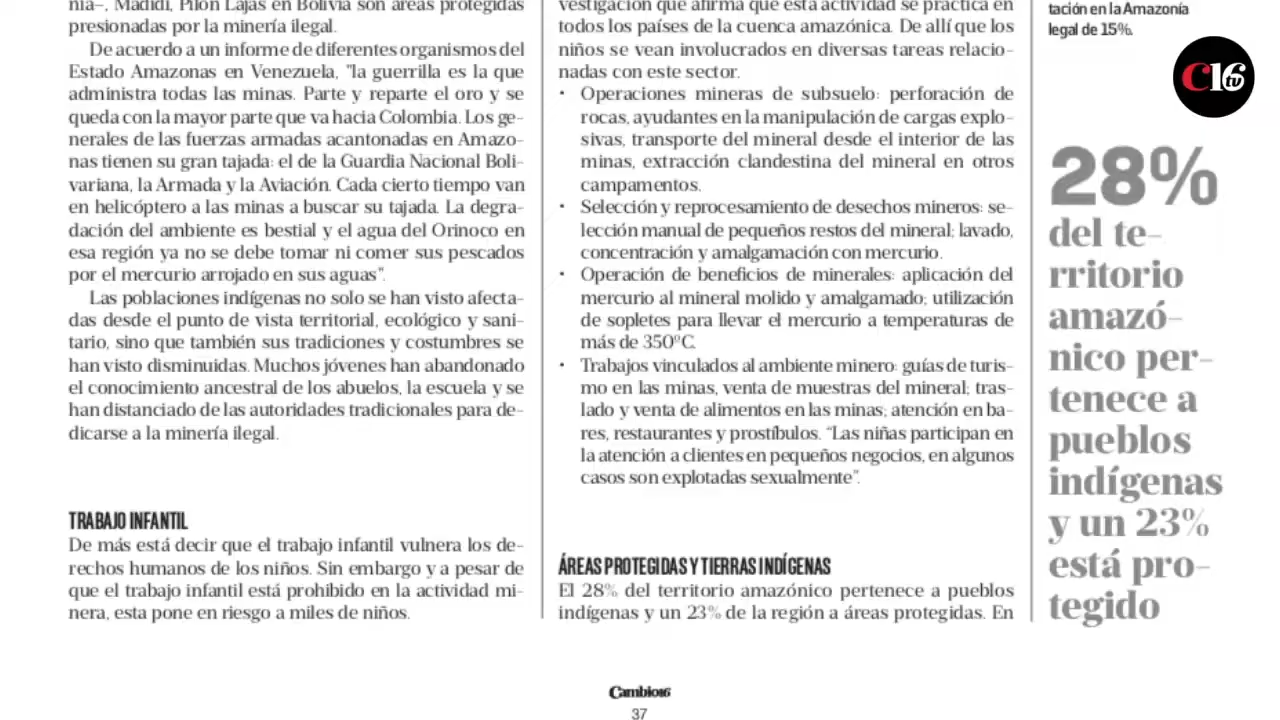 nía–, Madidi, Pilón Lajas en Bolivia son áreas protegidas
presionadas por la minería ilegal.
De acuerdo a un informe de diferentes organismos del
Estado Amazonas en Venezuela, "la guerrilla es la que
administra todas las minas. Parte y reparte el oro y se
queda con la mayor parte que va hacia Colombia. Los ge-
nerales de las fuerzas armadas acantonadas en Amazo-
nas tienen su gran tajada: el de la Guardia Nacional Boli-
variana, la Armada y la Aviación. Cada cierto tiempo van
en helicóptero a las minas a buscar su tajada. La degra-
dación del ambiente es bestial y el agua del Orinoco en
esa región ya no se debe tomar ni comer sus pescados
por el mercurio arrojado en sus aguas".
Las poblaciones indígenas no solo se han visto afecta-
das desde el punto de vista territorial, ecológico y sani-
tario, sino que también sus tradiciones y costumbres se
han visto disminuidas. Muchos jóvenes han abandonado
el conocimiento ancestral de los abuelos, la escuela y se
han distanciado de las autoridades tradicionales para de-
dicarse a la minería ilegal.
TRABAJO INFANTIL
De más está decir que el trabajo infantil vulnera los de-
rechos humanos de los niños. Sin embargo y a pesar de
que el trabajo infantil está prohibido en la actividad mi-
nera, esta pone en riesgo a miles de niños.
vestigación que afirma que esta actividad se practica en
todos los países de la cuenca amazónica. De allí que los
niños se vean involucrados en diversas tareas relacio-
nadas con este sector.
• Operaciones mineras de subsuelo: perforación de
rocas, ayudantes en la manipulación de cargas explo-
sivas, transporte del mineral desde el interior de las
minas, extracción clandestina del mineral en otros
campamentos.
• Selección y reprocesamiento de desechos mineros: se-
lección manual de pequeños restos del mineral; lavado,
concentración y amalgamación con mercurio.
• Operación de beneficios de minerales: aplicación del
mercurio al mineral molido y amalgamado; utilización
de sopletes para llevar el mercurio a temperaturas de
más de 350ºC.
• Trabajos vinculados al ambiente minero: guías de turis-
mo en las minas, venta de muestras del mineral; tras-
lado y venta de alimentos en las minas; atención en ba-
res, restaurantes y prostíbulos. “Las niñas participan en
la atención a clientes en pequeños negocios, en algunos
casos son explotadas sexualmente”.
ÁREAS PROTEGIDAS Y TIERRAS INDÍGENAS
El 28% del territorio amazónico pertenece a pueblos
indígenas y un 23% de la región a áreas protegidas. En
tación en la Amazonía
legal de 15%.
C16
tv
28%
del te-
rritorio
amazó-
nico per-
tenece a
pueblos
indígenas
y un 23%
está pro-
tegido
Cambio16
37